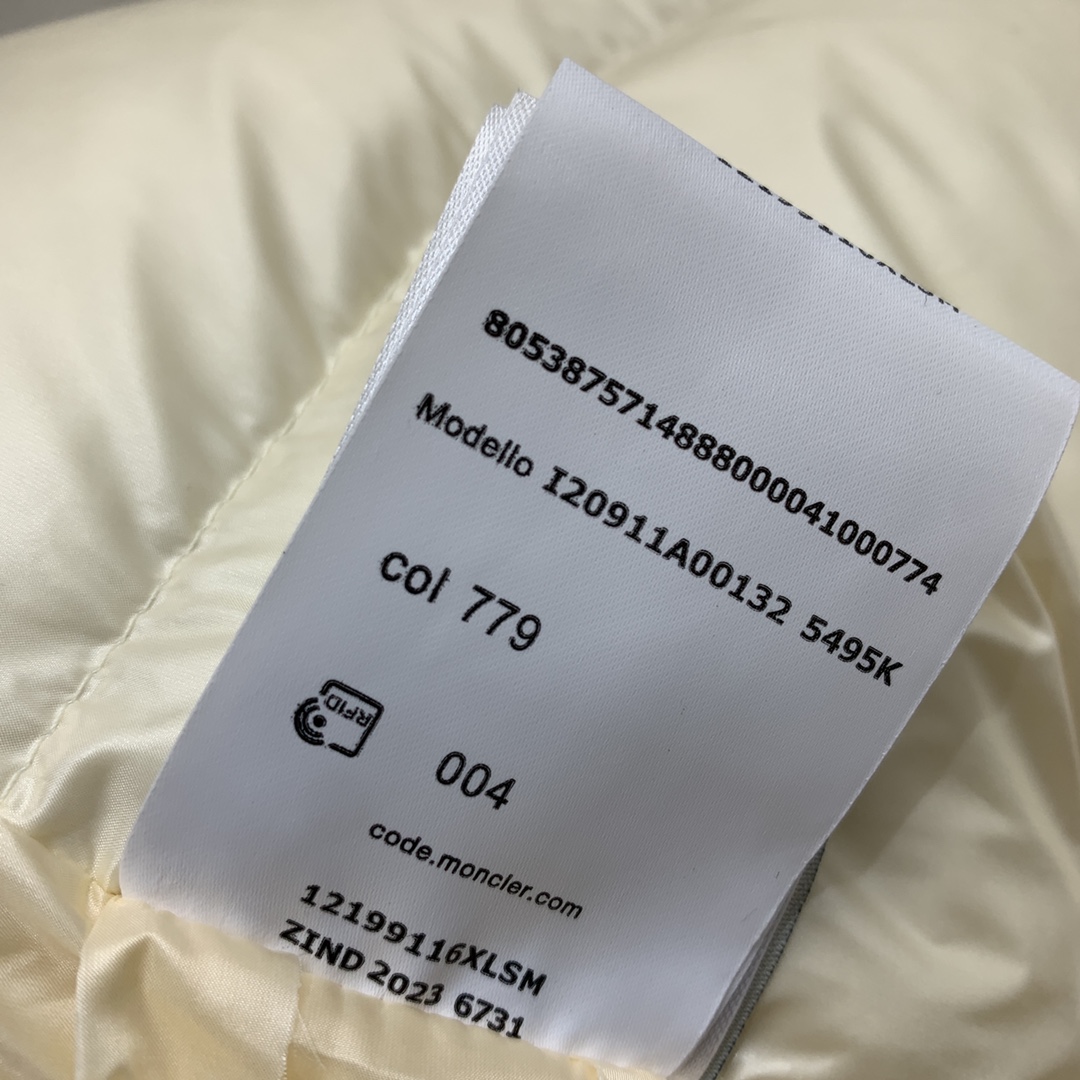 8053875714888000041000774
Modello I20911A00132 5495K
col 779
RFID
004
code.moncler.com
12199116XLSM
ZIND 2023 6731